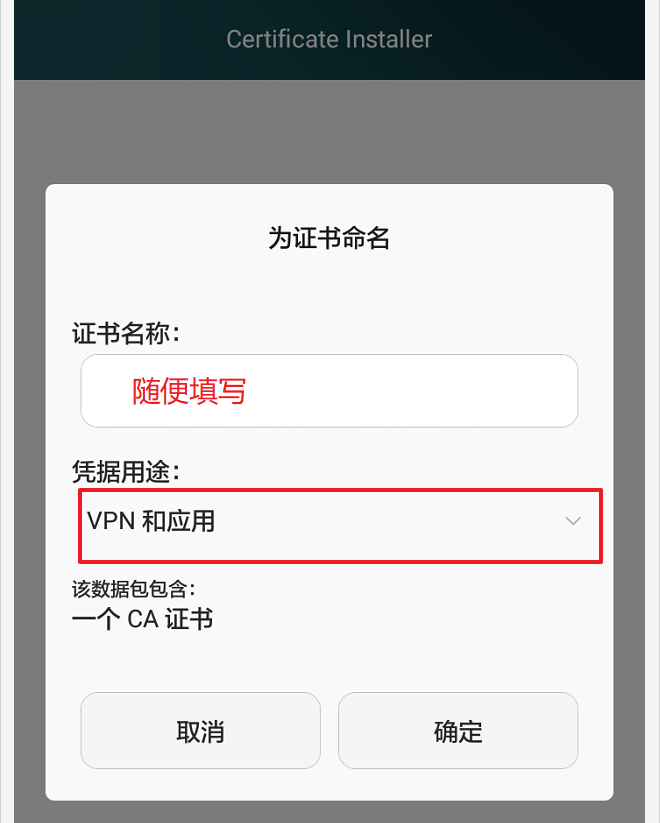 Certificate Installer
为证书命名
证书名称：
随便填写
凭据用途：
VPN 和应用
该数据包包含：
一个 CA 证书
取消
确定